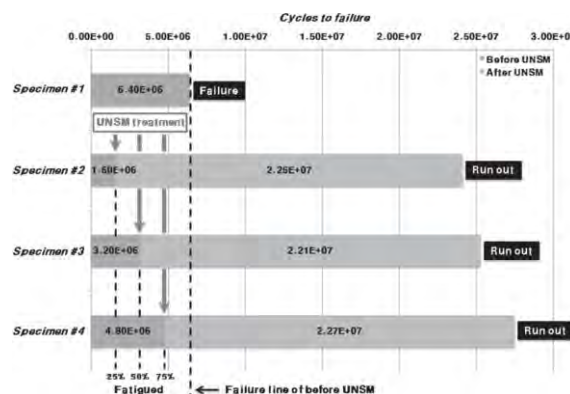 Cycles to failure
0.00E+00 5.00E+06 1.00E+07 1.50E+07 2.00E+07 2.50E+07 3.00E+07
Before UNSM
After UNSM
Specimen #1 6.40E+06 Failure
UNSM treatment
Specimen #2 1.60E+06 2.25E+07 Run out
Specimen #3 3.20E+06 2.21E+07 Run out
Specimen #4 4.80E+06 2.27E+07 Run out
25% 50% 75%
Fatigued Failure line of before UNSM